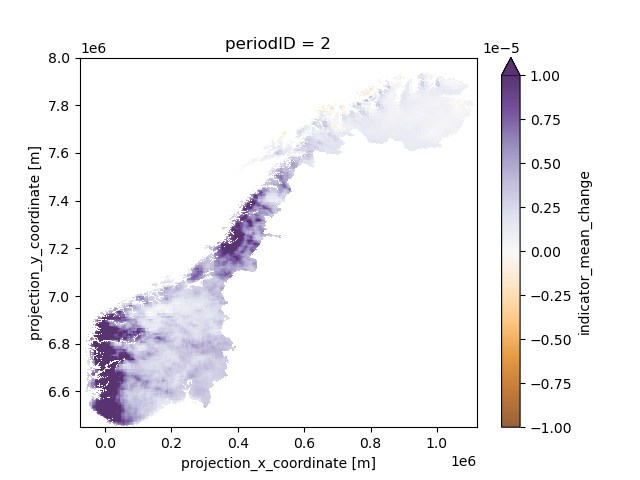 periodID = 2
1e6
1e−5
8.0
7.8
7.6
7.4
7.2
7.0
6.8
6.6
projection_y_coordinate [m]
0.0 0.2 0.4 0.6 0.8 1.0
1e6
projection_x_coordinate [m]
1.00
0.75
0.50
0.25
0.00
−0.25
−0.50
−0.75
−1.00
indicator_mean_change